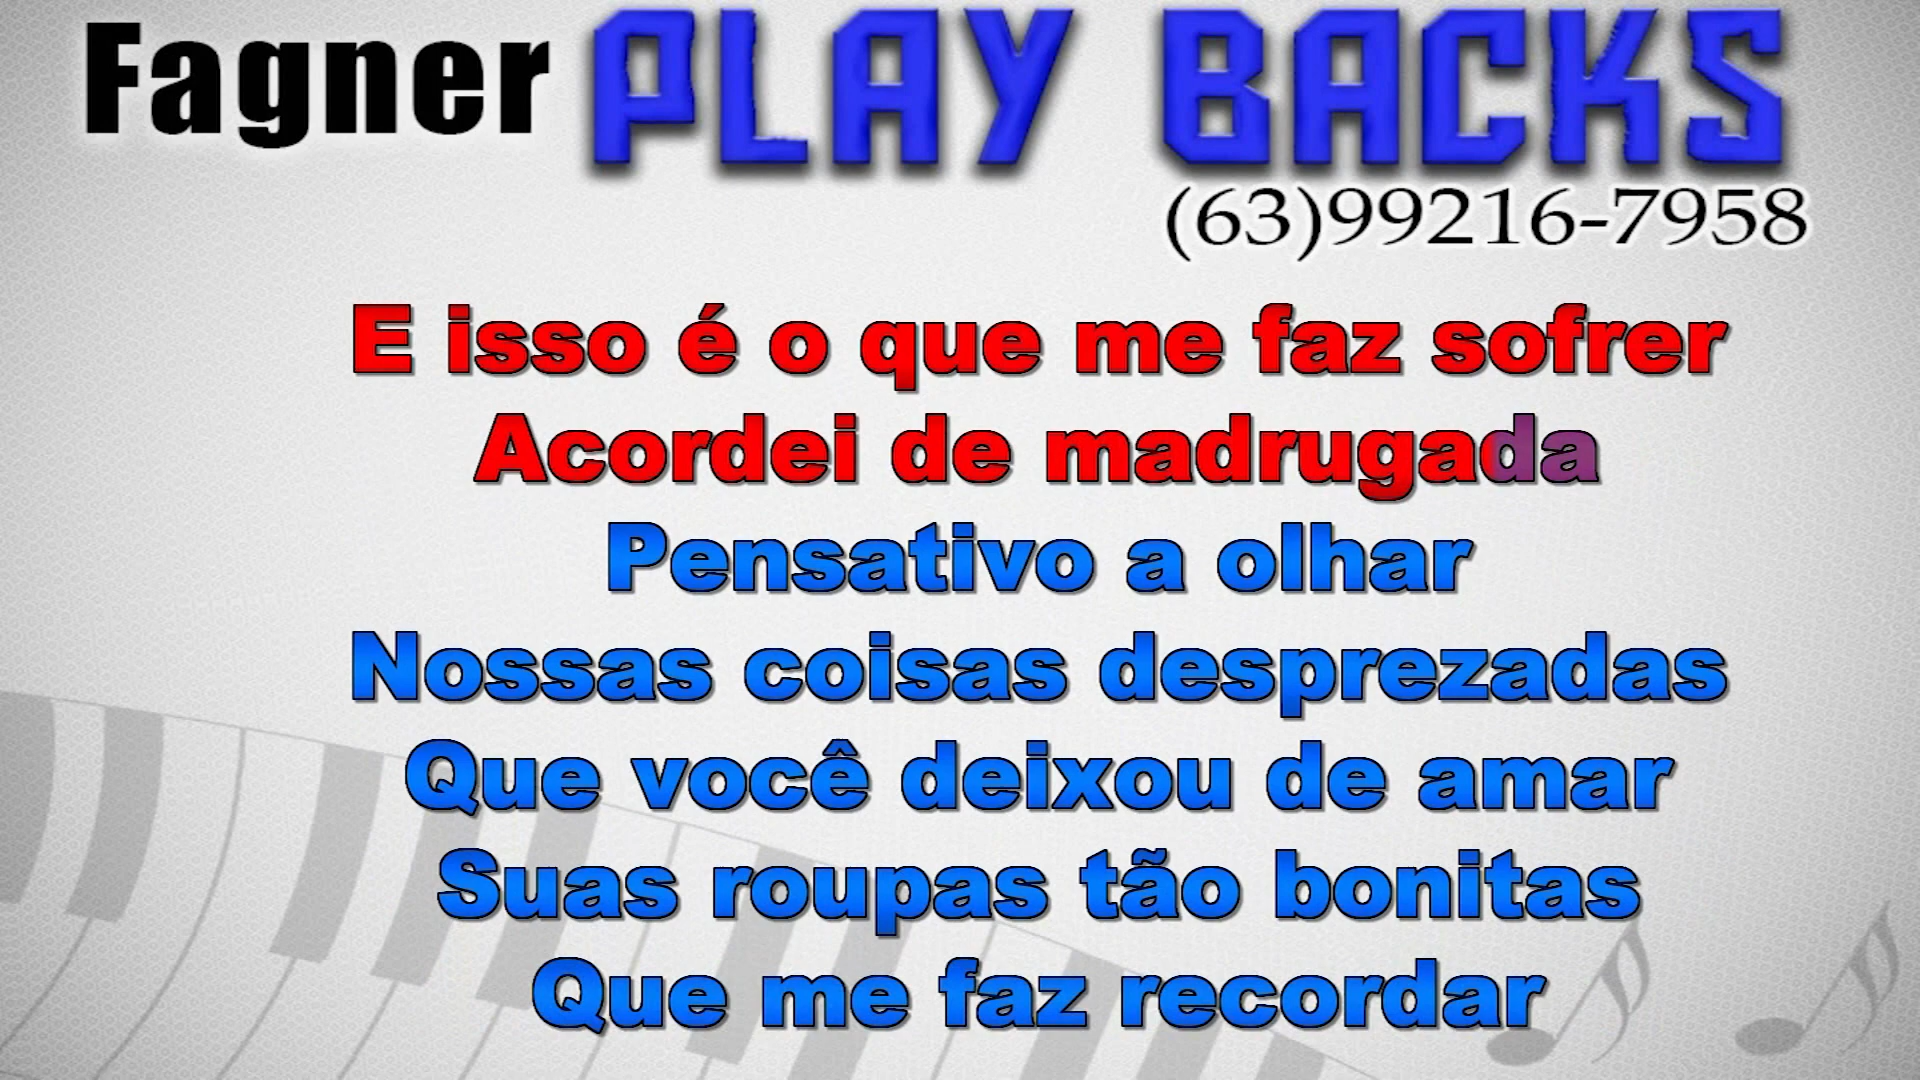 Fagner PLAY BACKS
(63)99216-7958
E isso é o que me faz sofrer
Acordei de madrugada
Pensativo a olhar
Nossas coisas desprezadas
Que você deixou de amar
Suas roupas tão bonitas
Que me faz recordar